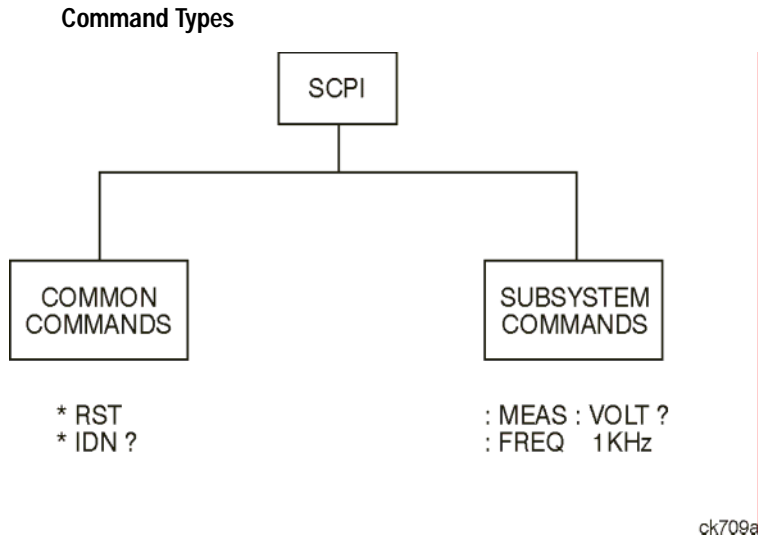 Command Types
SCPI
COMMON
COMMANDS
SUBSYSTEM
COMMANDS
* RST
* IDN ?
: MEAS : VOLT ?
: FREQ 1KHz
ck709a